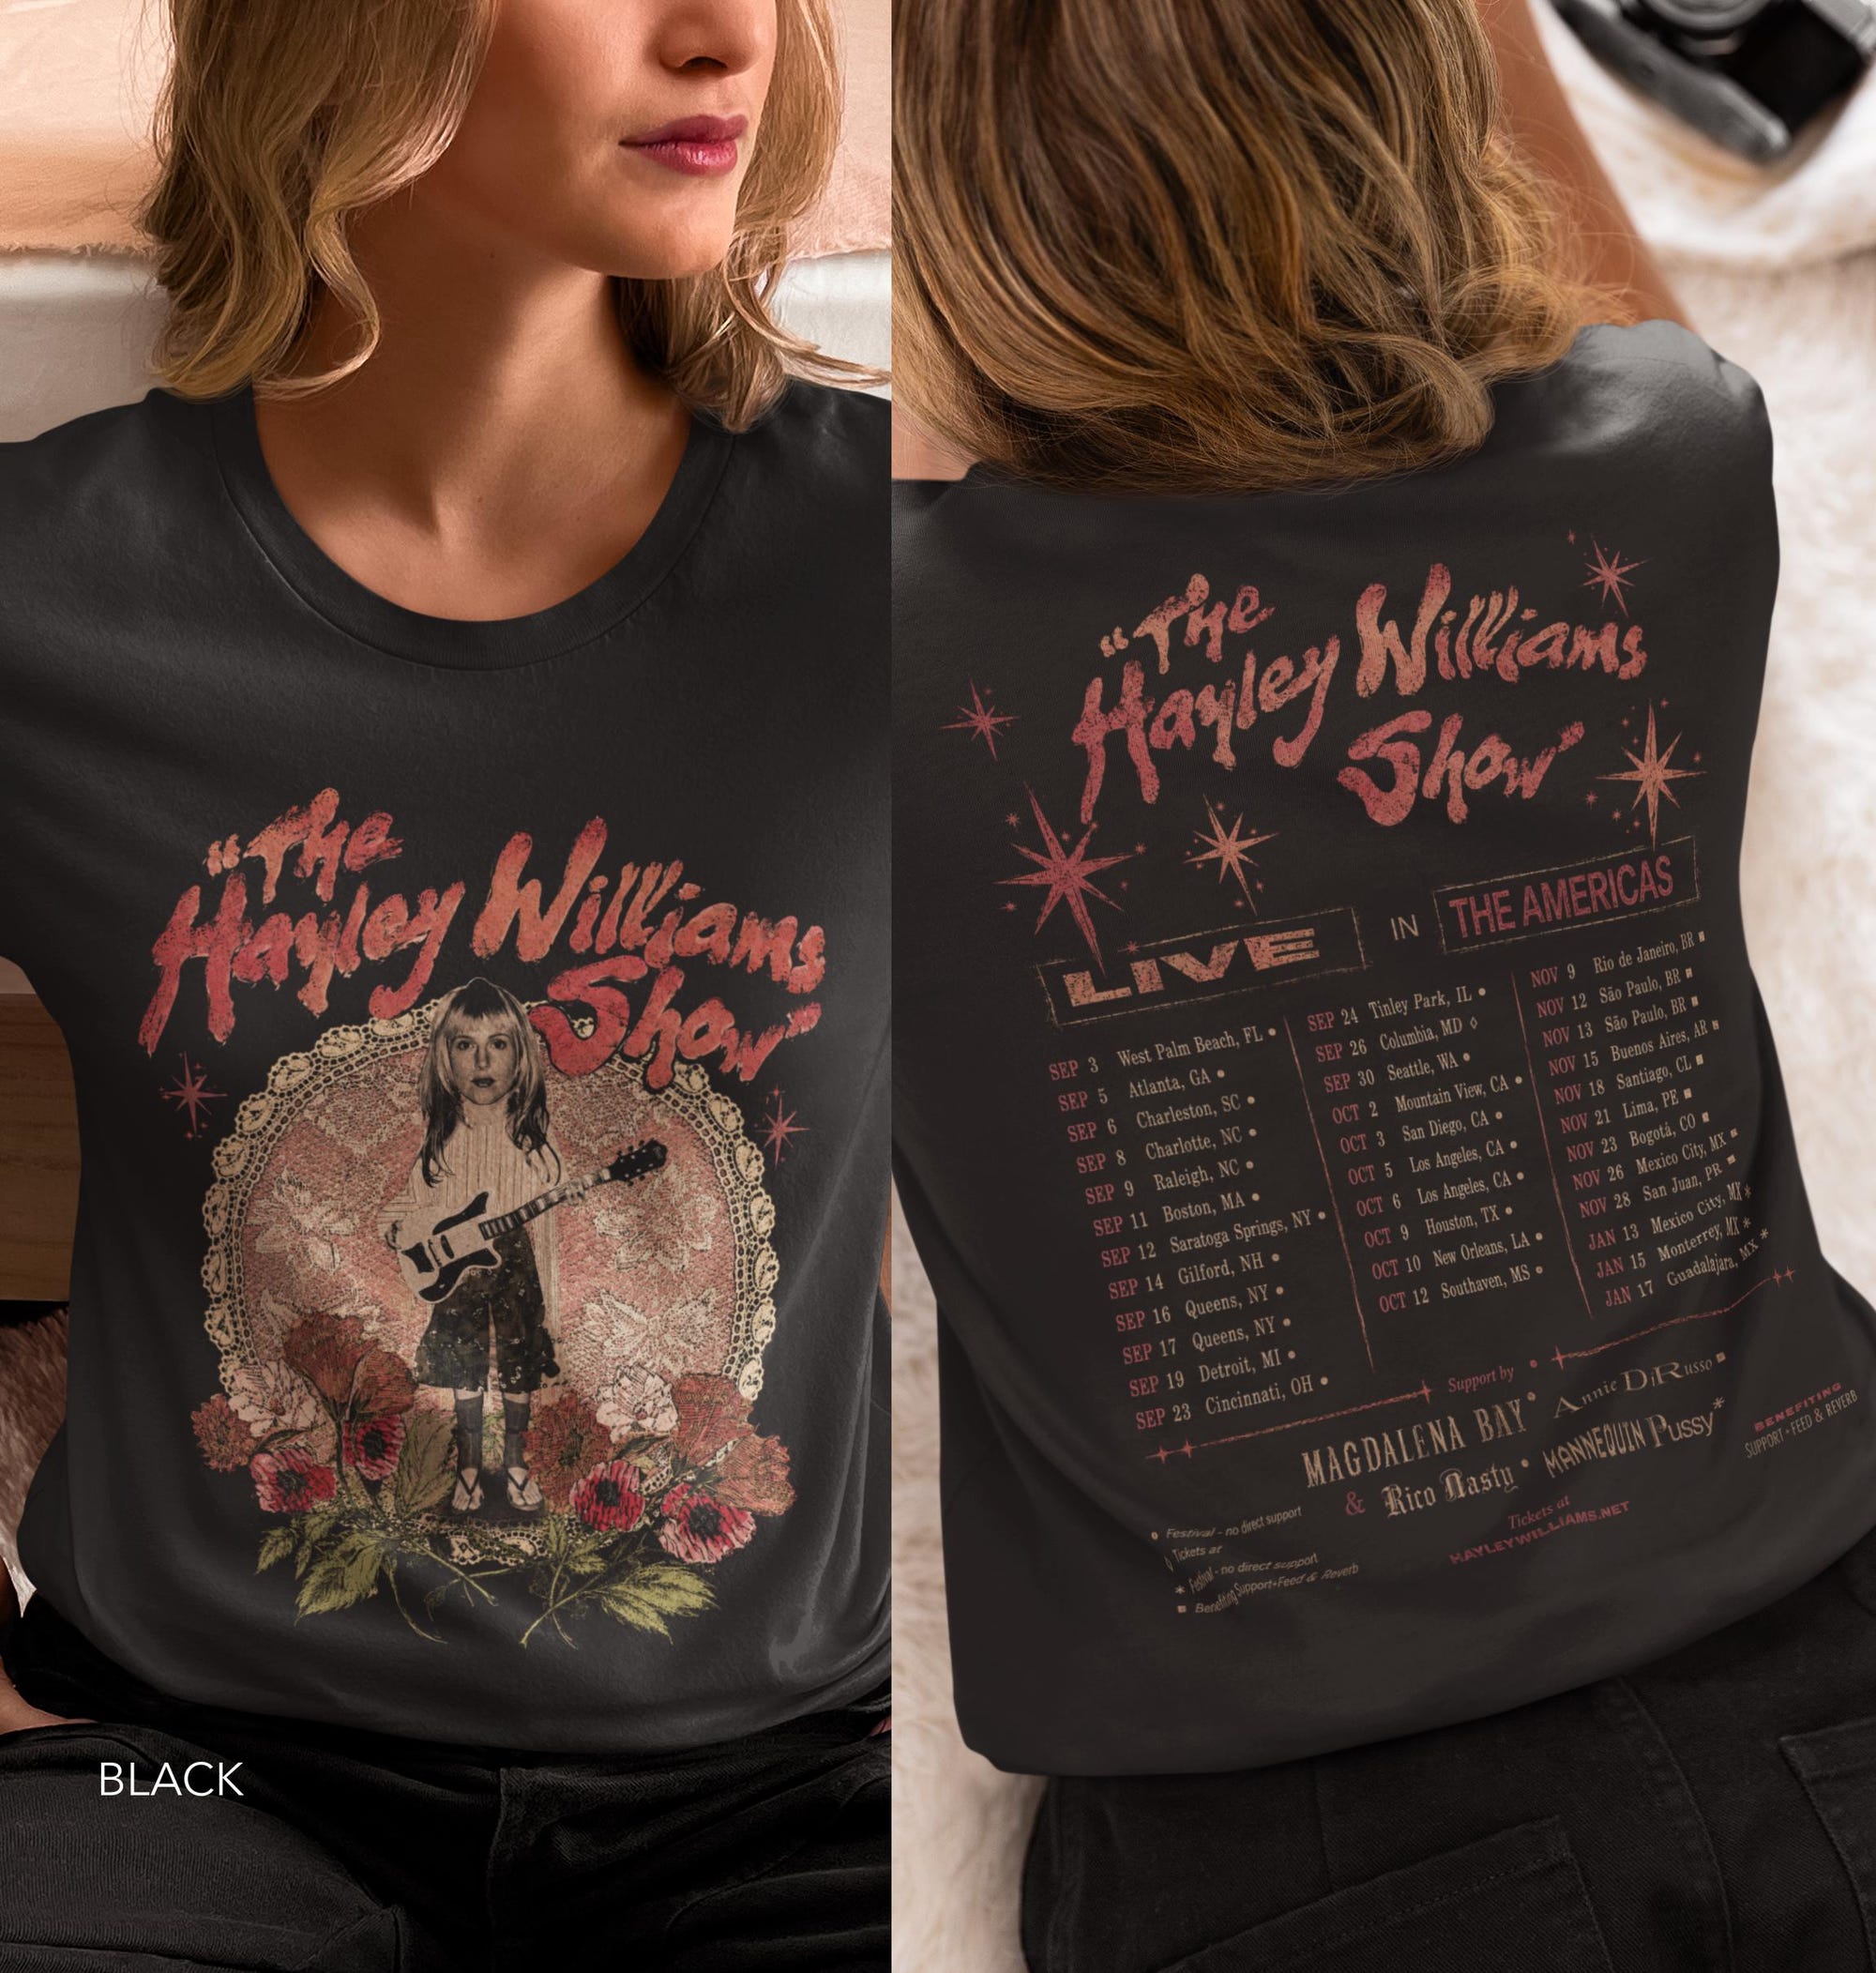 “The
Hayley Williams
Show”
BLACK
“The
Hayley Williams
Show”
LIVE IN THE AMERICAS
SEP 3 West Palm Beach, FL •
SEP 5 Atlanta, GA •
SEP 6 Charleston, SC •
SEP 8 Charlotte, NC •
SEP 9 Raleigh, NC •
SEP 11 Boston, MA •
SEP 12 Saratoga Springs, NY •
SEP 14 Gilford, NH •
SEP 16 Queens, NY •
SEP 17 Queens, NY •
SEP 19 Detroit, MI •
SEP 23 Cincinnati, OH •
SEP 24 Tinley Park, IL •
SEP 26 Columbia, MD ◊
SEP 30 Seattle, WA •
OCT 2 Mountain View, CA •
OCT 3 San Diego, CA •
OCT 5 Los Angeles, CA •
OCT 6 Los Angeles, CA •
OCT 9 Houston, TX •
OCT 10 New Orleans, LA •
OCT 12 Southaven, MS •
NOV 9 Rio de Janeiro, BR ■
NOV 12 São Paulo, BR ■
NOV 13 São Paulo, BR ■
NOV 15 Buenos Aires, AR ■
NOV 18 Santiago, CL ■
NOV 21 Lima, PE ■
NOV 23 Bogotá, CO ■
NOV 26 Mexico City, MX ■
NOV 28 San Juan, PR ■
JAN 13 Mexico City, MX *
JAN 15 Monterrey, MX *
JAN 17 Guadalajara, MX *
Support by
MAGDALENA BAY • Annie DiRusso ■
& Rico Nasty • MANNEQUIN Pussy *
BENEFITING
SUPPORT + FEED & REVERB
Tickets at
HAYLEYWILLIAMS.NET
Festival - no direct support
◊ Tickets at
* Festival - no direct support
■ Benefiting Support+Feed & Reverb